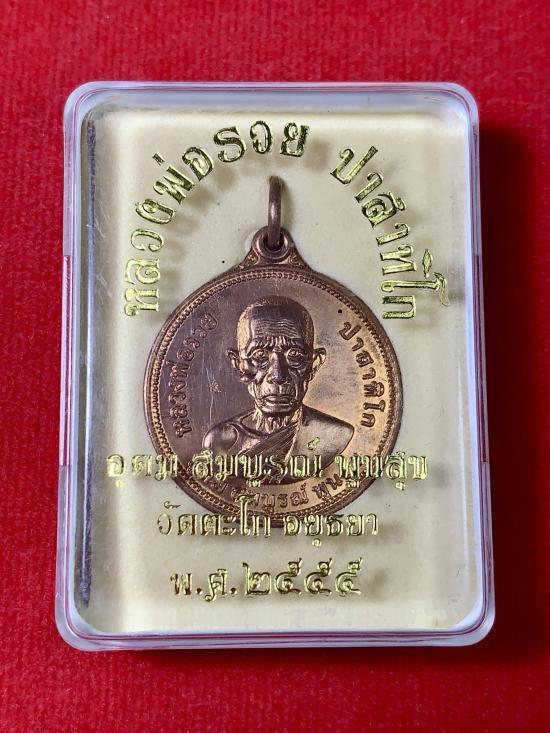 หลวงพ่อรวย ปาสาทิโก
หลวงพ่อรวย
ปาสาทิโก
อุดม สมบูรณ์ พูนสุข
วัดตะโก อยุธยา
พ.ศ.๒๕๕๕